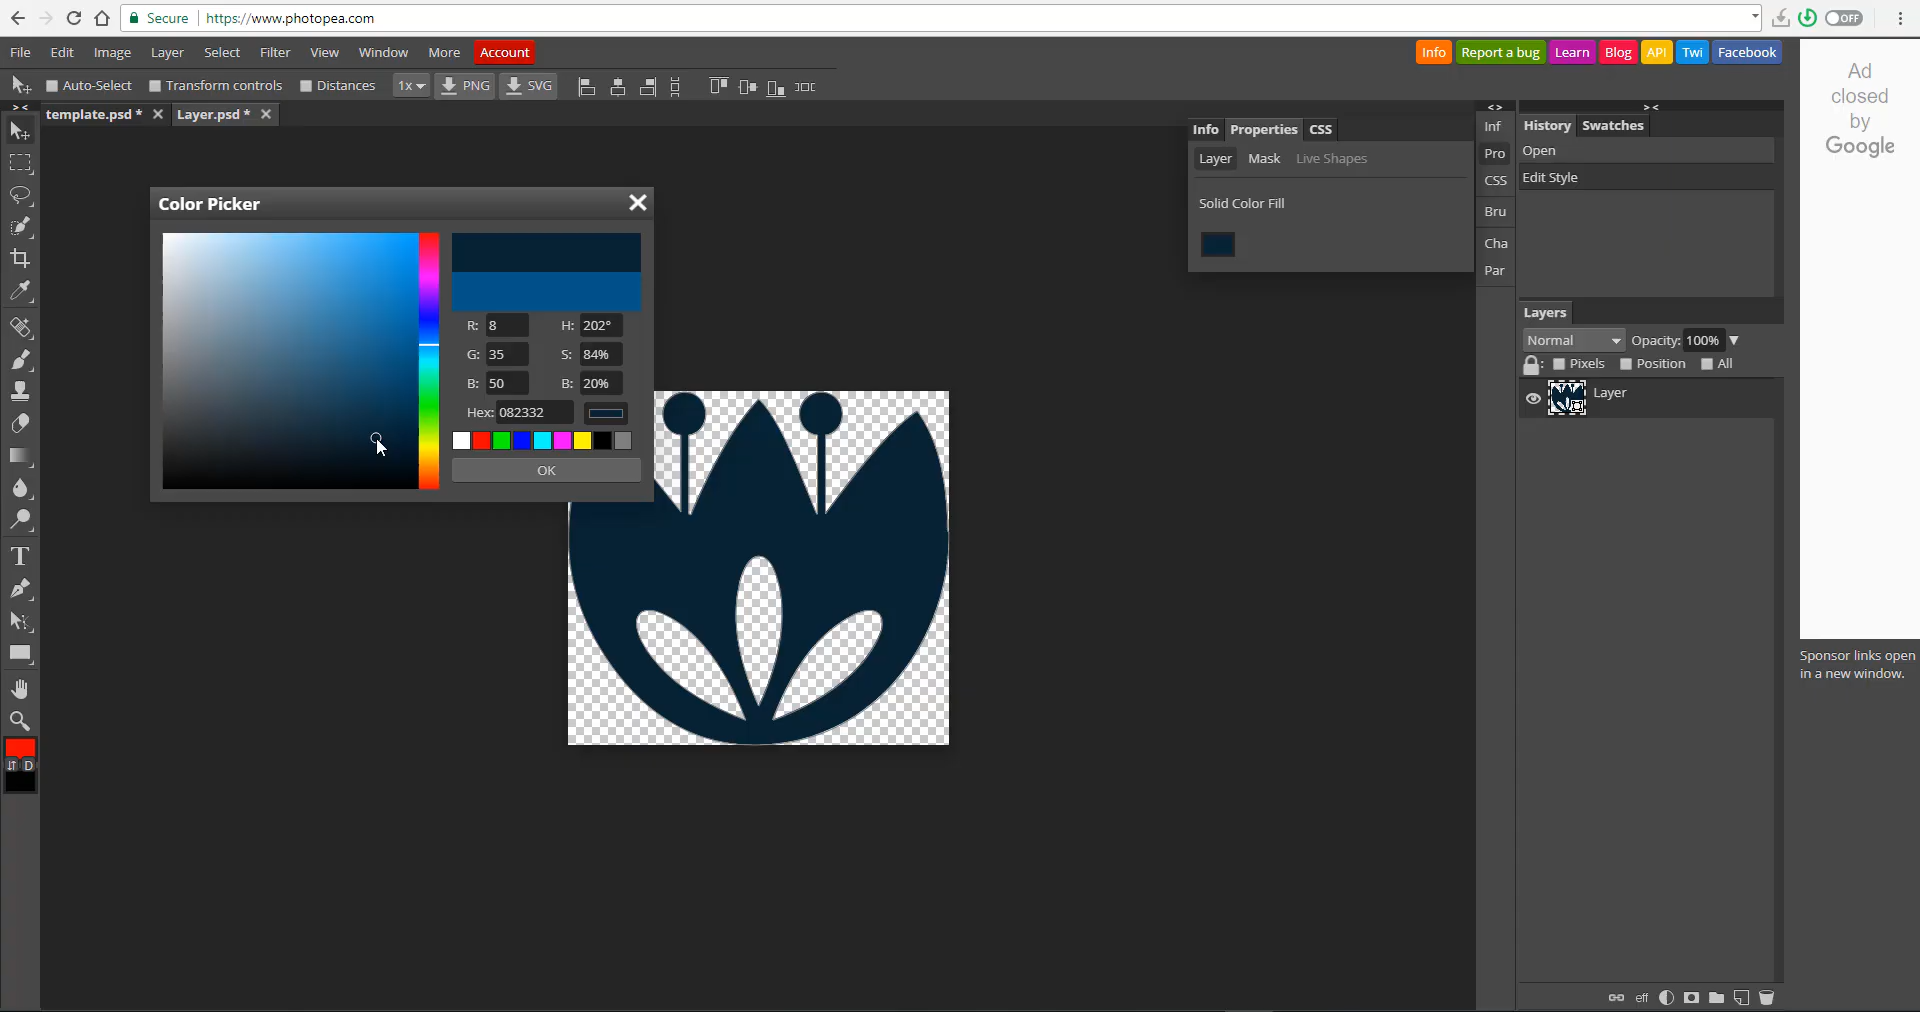 Secure https://www.photopea.com OFF
File Edit Image Layer Select Filter View Window More Account Info Report a bug Learn Blog API Twi Facebook
Auto-Select Transform controls Distances 1x PNG SVG
> < template.psd * Layer.psd * < > > <
Info Properties CSS
Layer Mask Live Shapes
Solid Color Fill
Inf
Pro
CSS
Bru
Cha
Par
History Swatches
Open
Edit Style
Layers
Normal Opacity: 100%
: Pixels Position All
Layer
eff
Color Picker
R: 8 H: 202°
G: 35 S: 84%
B: 50 B: 20%
Hex: 082332
OK
T
D
Ad
closed
by
Google
Sponsor links open
in a new window.